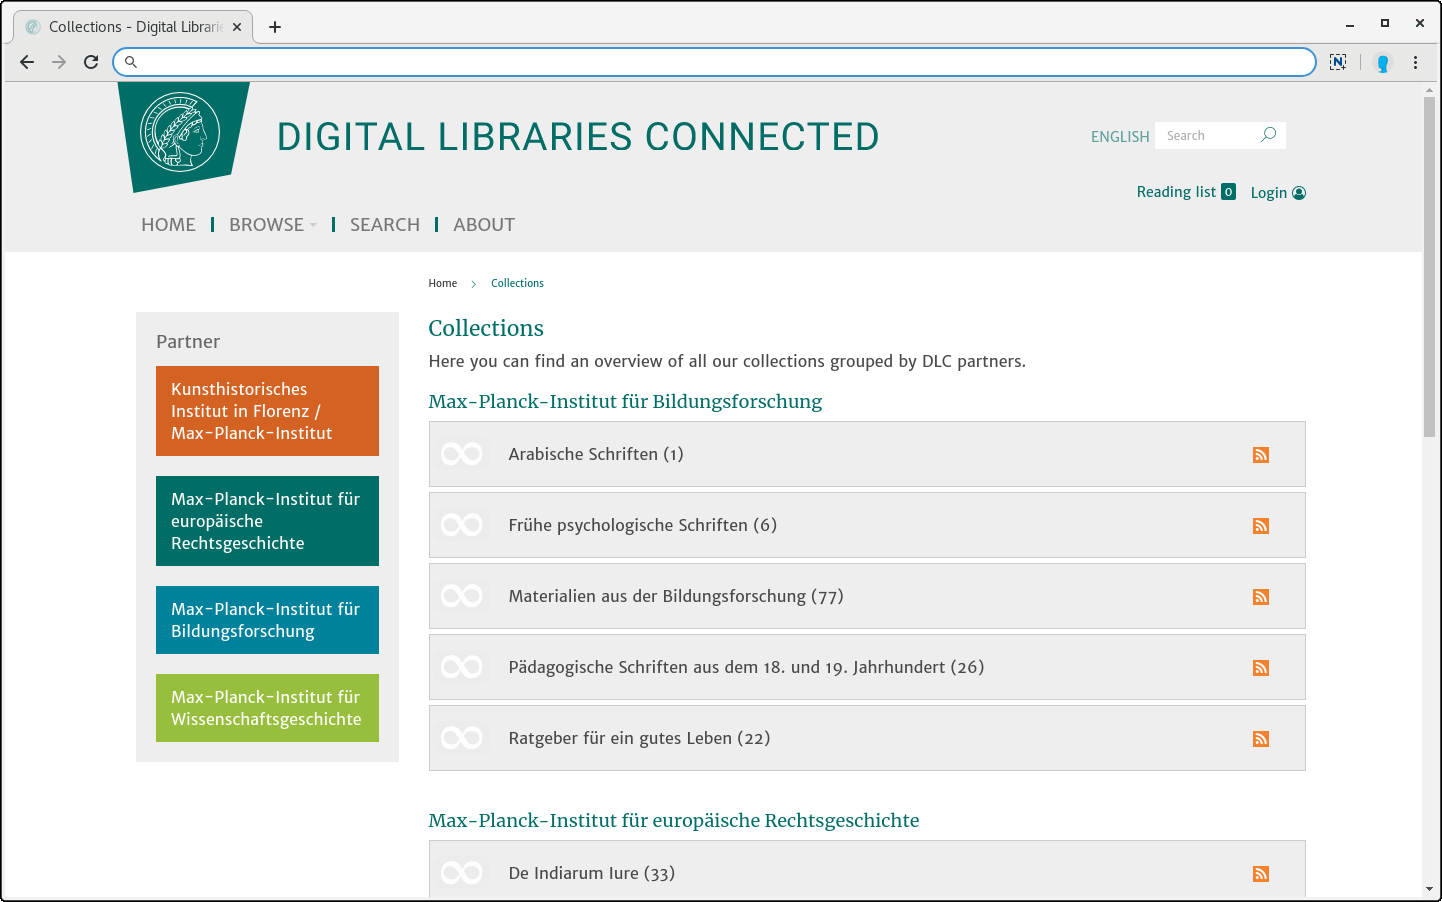 Collections - Digital Librarie
DIGITAL LIBRARIES CONNECTED
ENGLISH
Search
Reading list 0
Login
HOME
BROWSE
SEARCH
ABOUT
Home
Collections
Partner
Kunsthistorisches
Institut in Florenz /
Max-Planck-Institut
Max-Planck-Institut für
europäische
Rechtsgeschichte
Max-Planck-Institut für
Bildungsforschung
Max-Planck-Institut für
Wissenschaftsgeschichte
Collections
Here you can find an overview of all our collections grouped by DLC partners.
Max-Planck-Institut für Bildungsforschung
Arabische Schriften (1)
Frühe psychologische Schriften (6)
Materialien aus der Bildungsforschung (77)
Pädagogische Schriften aus dem 18. und 19. Jahrhundert (26)
Ratgeber für ein gutes Leben (22)
Max-Planck-Institut für europäische Rechtsgeschichte
De Indiarum Iure (33)